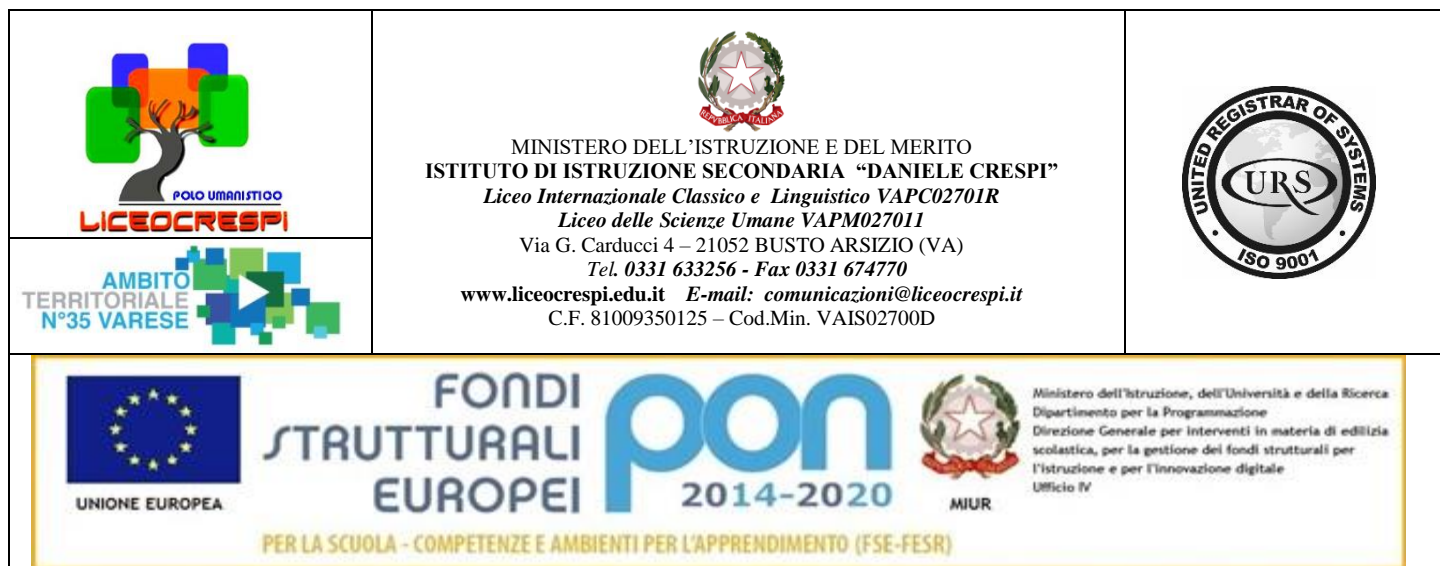 POLO UMANISTICO
LICEOCRESPI
AMBITO
TERRITORIALE
N°35 VARESE
REPVBBLICA ITALIANA
MINISTERO DELL’ISTRUZIONE E DEL MERITO
ISTITUTO DI ISTRUZIONE SECONDARIA “DANIELE CRESPI”
Liceo Internazionale Classico e Linguistico VAPC02701R
Liceo delle Scienze Umane VAPM027011
Via G. Carducci 4 – 21052 BUSTO ARSIZIO (VA)
Tel. 0331 633256 - Fax 0331 674770
www.liceocrespi.edu.it E-mail: comunicazioni@liceocrespi.it
C.F. 81009350125 – Cod.Min. VAIS02700D
UNITED REGISTRAR OF SYSTEMS
URS
ISO 9001
UNIONE EUROPEA
FONDI
STRUTTURALI
EUROPEI
pon
2014-2020
MIUR
Ministero dell'Istruzione, dell'Università e della Ricerca
Dipartimento per la Programmazione
Direzione Generale per interventi in materia di edilizia
scolastica, per la gestione dei fondi strutturali per
l'istruzione e per l'innovazione digitale
Ufficio IV
PER LA SCUOLA - COMPETENZE E AMBIENTI PER L'APPRENDIMENTO (FSE-FESR)